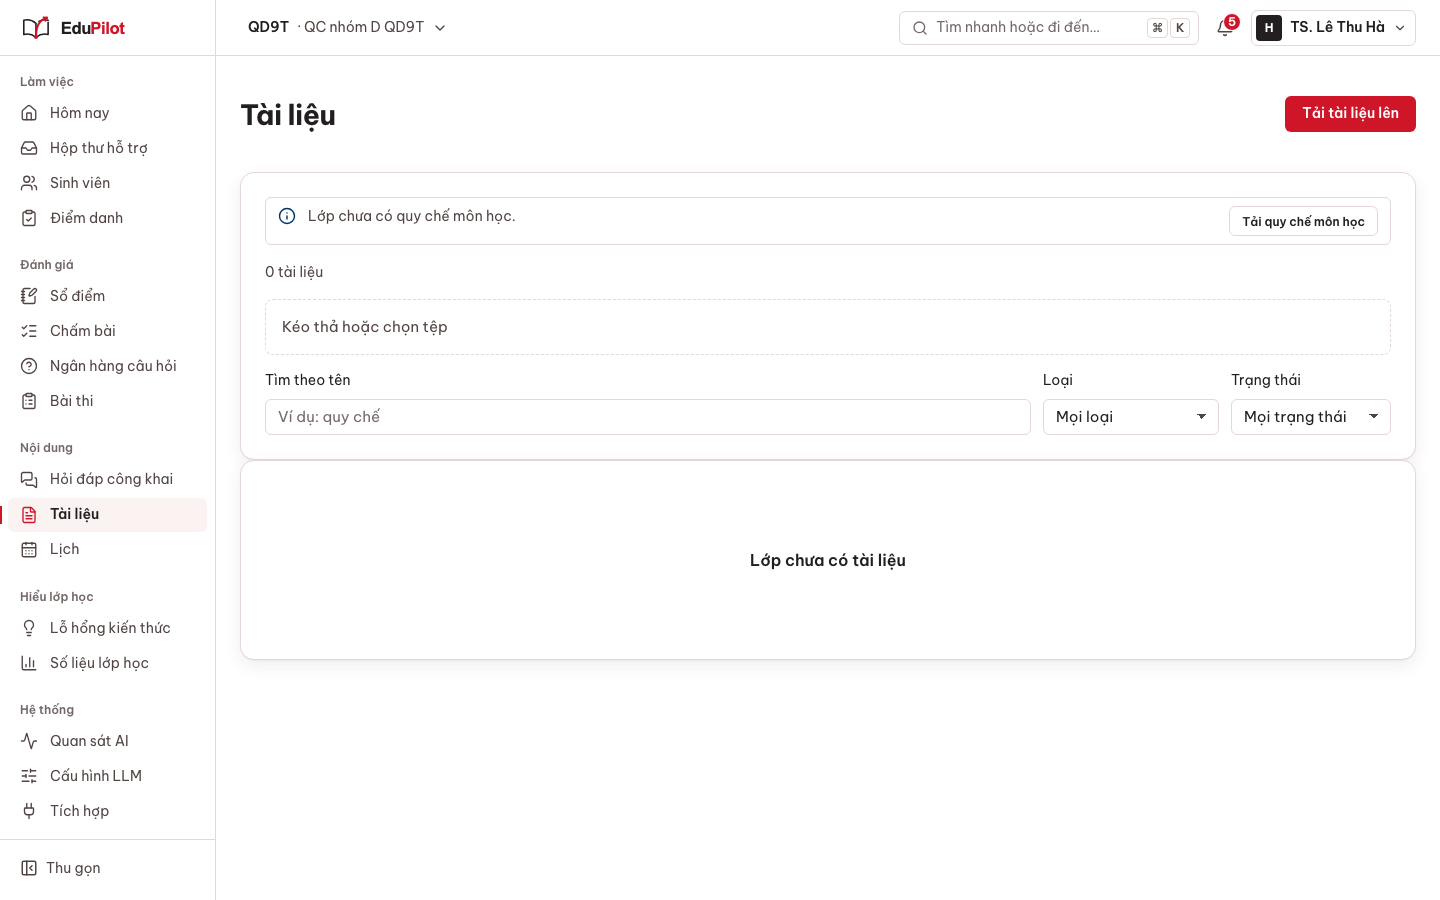 EduPilot
QD9T · QC nhóm D QD9T
Tìm nhanh hoặc đi đến...
⌘ K
5
H
TS. Lê Thu Hà
Làm việc
Hôm nay
Hộp thư hỗ trợ
Sinh viên
Điểm danh
Đánh giá
Sổ điểm
Chấm bài
Ngân hàng câu hỏi
Bài thi
Nội dung
Hỏi đáp công khai
Tài liệu
Lịch
Hiểu lớp học
Lỗ hổng kiến thức
Số liệu lớp học
Hệ thống
Quan sát AI
Cấu hình LLM
Tích hợp
Thu gọn
Tài liệu
Tải tài liệu lên
Lớp chưa có quy chế môn học.
Tải quy chế môn học
0 tài liệu
Kéo thả hoặc chọn tệp
Tìm theo tên
Loại
Trạng thái
Ví dụ: quy chế
Mọi loại
Mọi trạng thái
Lớp chưa có tài liệu